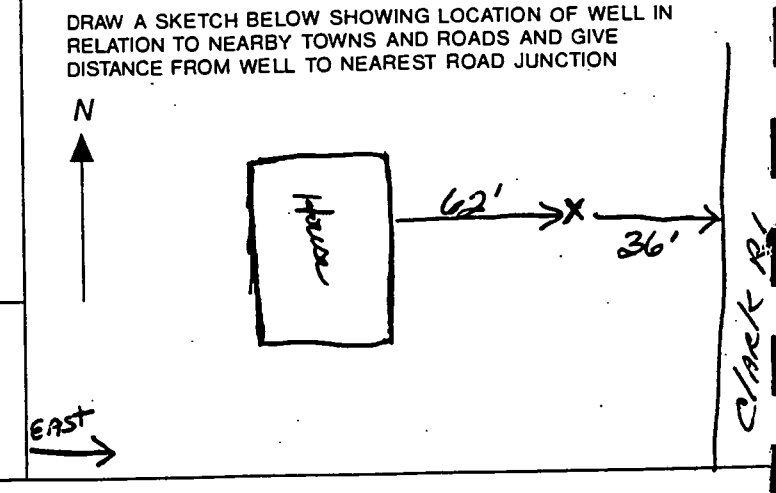 DRAW A SKETCH BELOW SHOWING LOCATION OF WELL IN
RELATION TO NEARBY TOWNS AND ROADS AND GIVE
DISTANCE FROM WELL TO NEAREST ROAD JUNCTION
N
House
62'
X
36'
Clark Rd
EAST